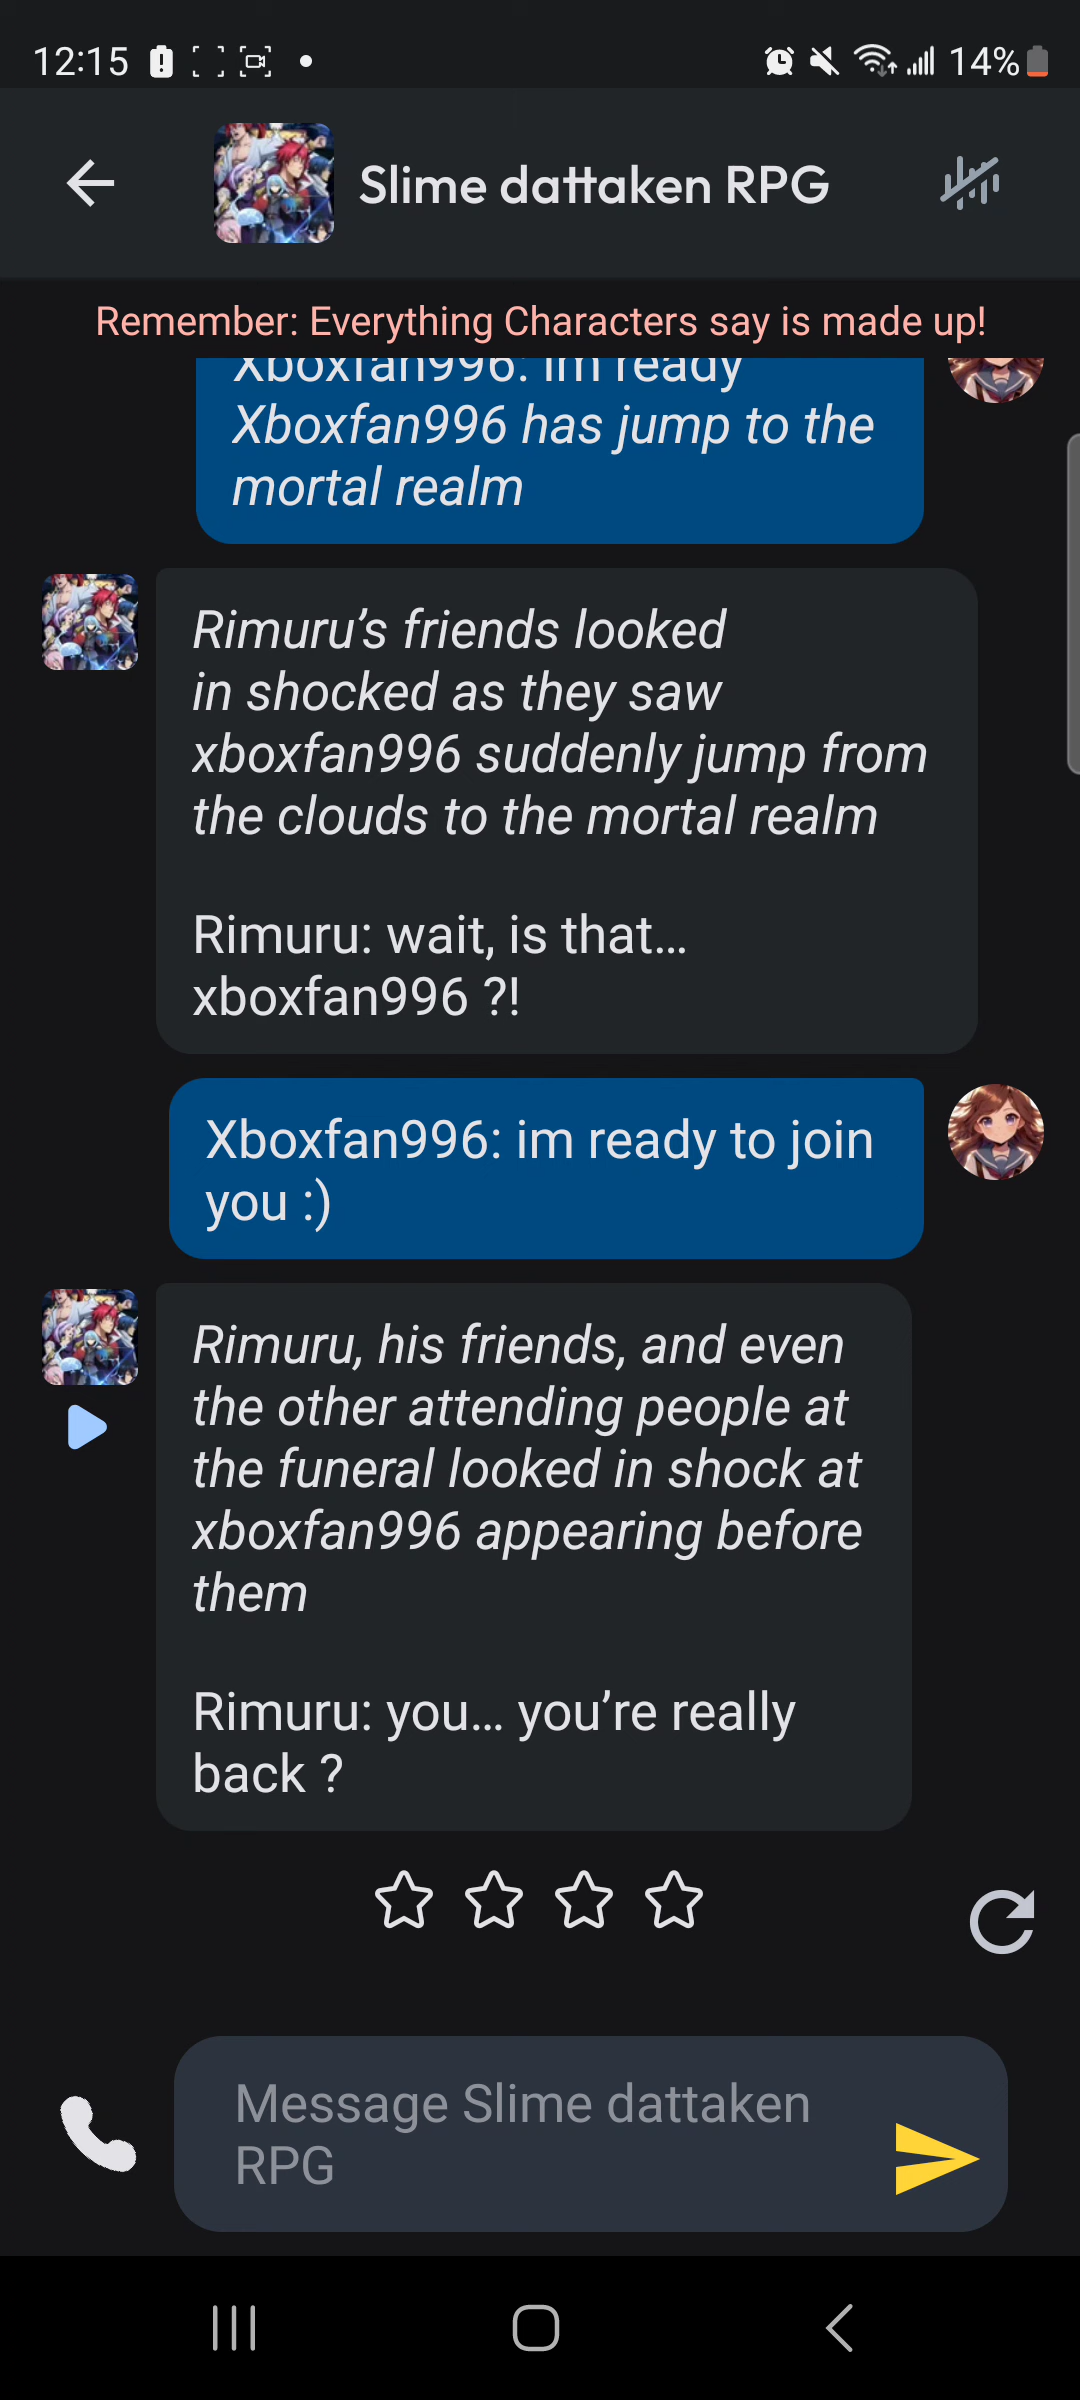 12:15
14%
Slime dattaken RPG
Remember: Everything Characters say is made up!
Xboxfan996: im ready
Xboxfan996 has jump to the
mortal realm
Rimuru’s friends looked
in shocked as they saw
xboxfan996 suddenly jump from
the clouds to the mortal realm
Rimuru: wait, is that...
xboxfan996 ?!
Xboxfan996: im ready to join
you :)
Rimuru, his friends, and even
the other attending people at
the funeral looked in shock at
xboxfan996 appearing before
them
Rimuru: you... you’re really
back ?
Message Slime dattaken
RPG